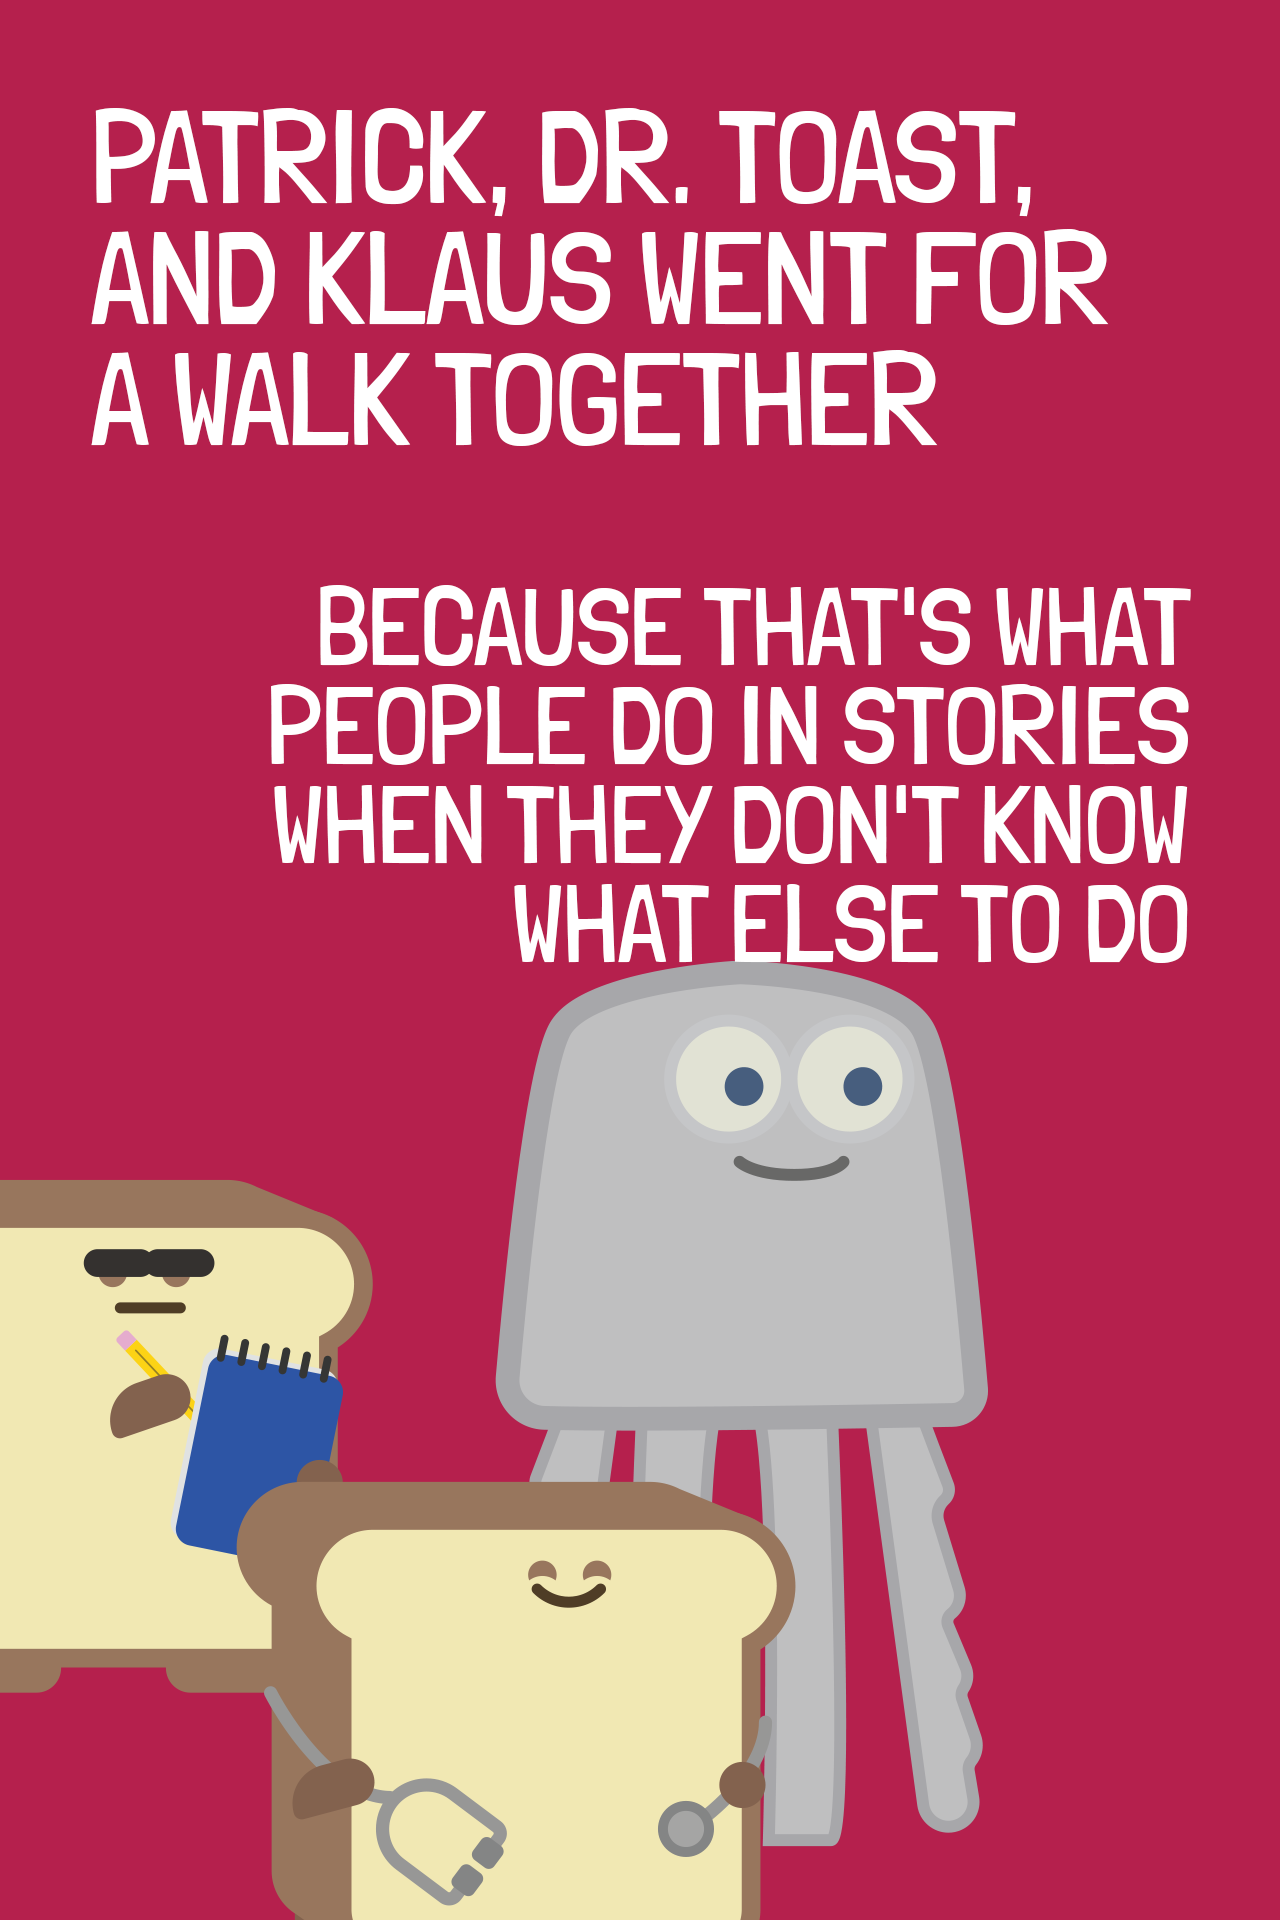 PATRICK, DR. TOAST,
AND KLAUS WENT FOR
A WALK TOGETHER
BECAUSE THAT'S WHAT
PEOPLE DO IN STORIES
WHEN THEY DON'T KNOW
WHAT ELSE TO DO